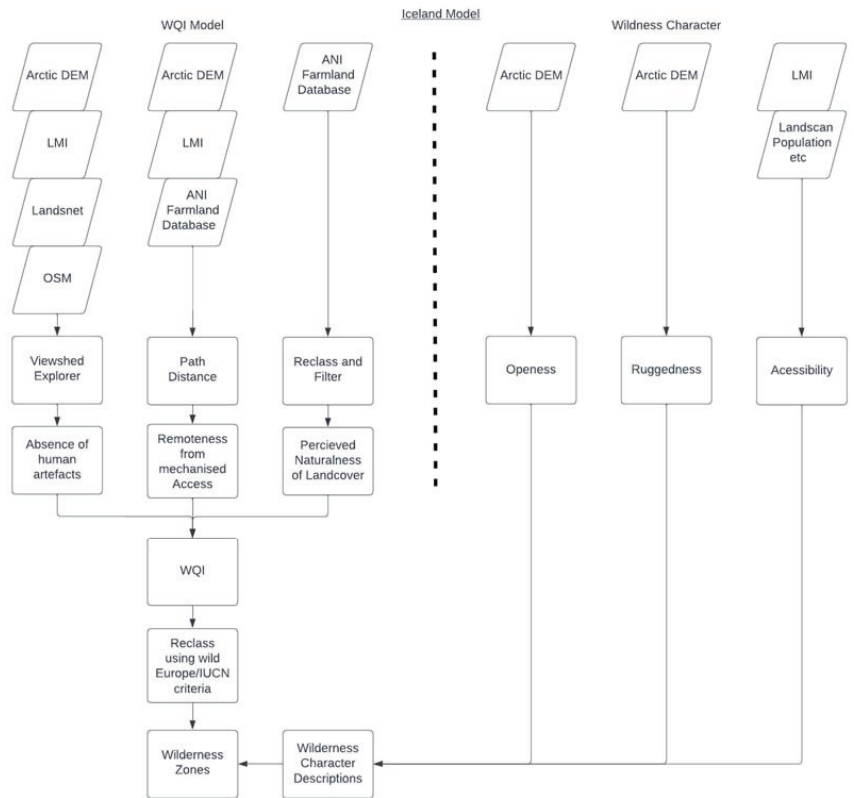 Iceland Model
WQI Model
Wildness Character
Arctic DEM
LMI
Landsnet
OSM
Arctic DEM
LMI
ANI
Farmland
Database
ANI
Farmland
Database
Arctic DEM
Arctic DEM
LMI
Landscan
Population
etc
Viewshed
Explorer
Path
Distance
Reclass and
Filter
Openess
Ruggedness
Acessibility
Absence of
human
artefacts
Remoteness
from
mechanised
Access
Percieved
Naturalness
of Landcover
WQI
Reclass
using wild
Europe/IUCN
criteria
Wilderness
Zones
Wilderness
Character
Descriptions